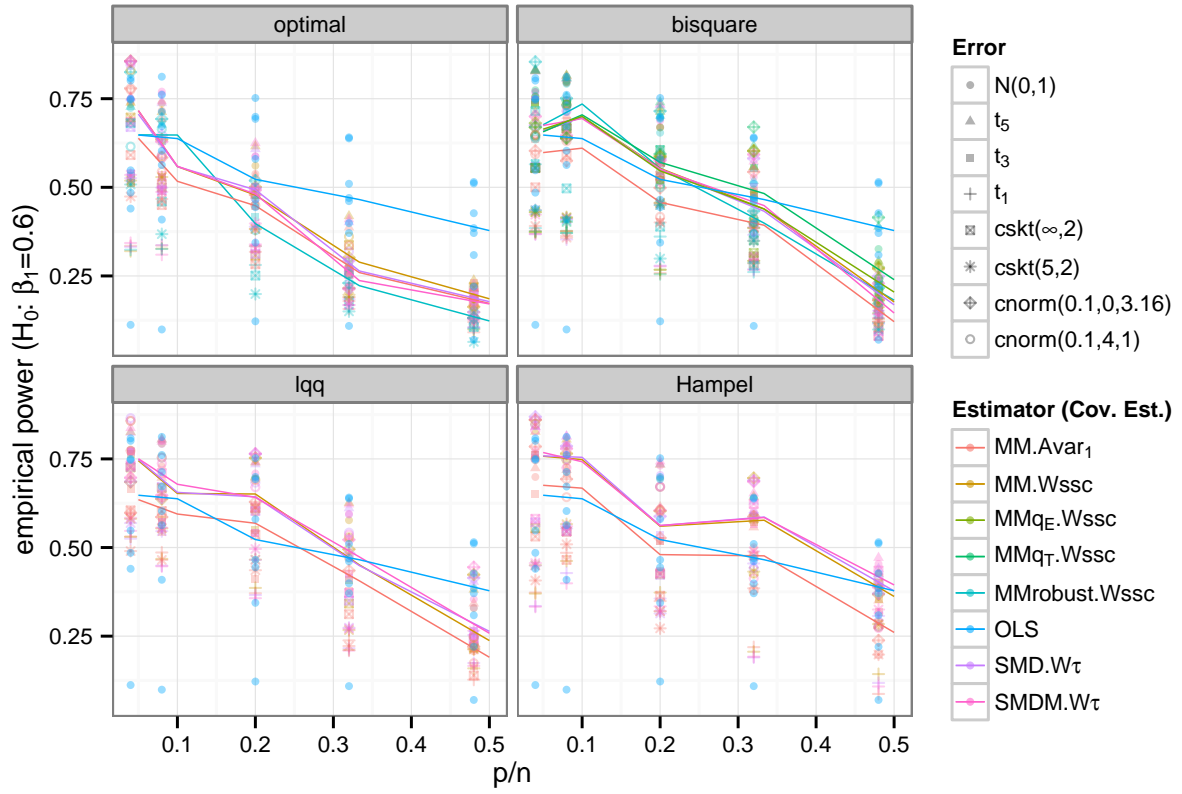 optimal
bisquare
lqq
Hampel
empirical power (H₀: β₁=0.6)
0.75
0.50
0.25
0.75
0.50
0.25
0.1 0.2 0.3 0.4 0.5
0.1 0.2 0.3 0.4 0.5
p/n
Error
N(0,1)
t₅
t₃
t₁
cskt(∞,2)
cskt(5,2)
cnorm(0.1,0,3.16)
cnorm(0.1,4,1)
Estimator (Cov. Est.)
MM.Avar₁
MM.Wssc
MMqE.Wssc
MMqT.Wssc
MMrobust.Wssc
OLS
SMD.Wτ
SMDM.Wτ